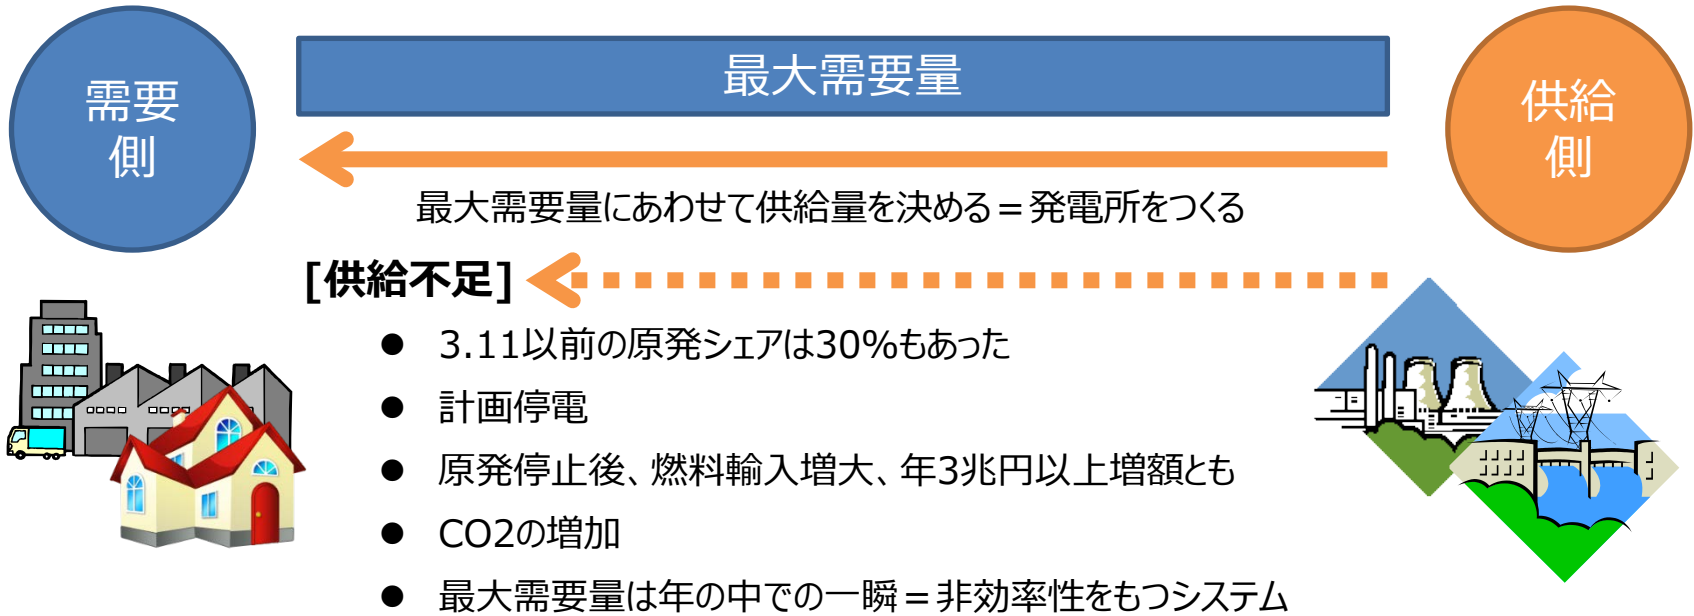 需要
側
最大需要量
供給
側
最大需要量にあわせて供給量を決める＝発電所をつくる
[供給不足]
● 3.11以前の原発シェアは30%もあった
● 計画停電
● 原発停止後、燃料輸入増大、年3兆円以上増額とも
● CO2の増加
● 最大需要量は年の中での一瞬＝非効率性をもつシステム